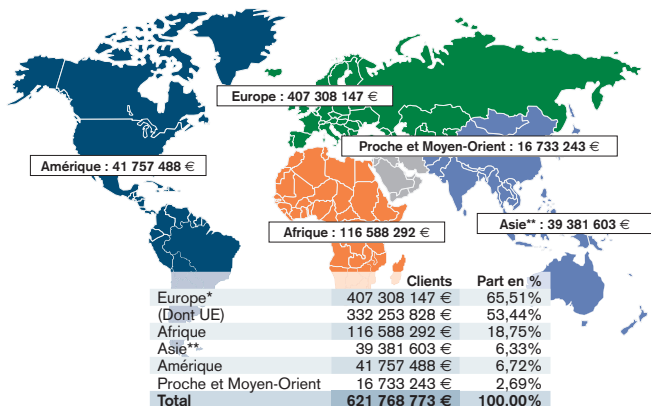 Europe : 407 308 147 €
Proche et Moyen-Orient : 16 733 243 €
Amérique : 41 757 488 €
Asie** : 39 381 603 €
Afrique : 116 588 292 €
Clients Part en %
Europe* 407 308 147 € 65,51%
(Dont UE) 332 253 828 € 53,44%
Afrique 116 588 292 € 18,75%
Asie** 39 381 603 € 6,33%
Amérique 41 757 488 € 6,72%
Proche et Moyen-Orient 16 733 243 € 2,69%
Total 621 768 773 € 100,00%